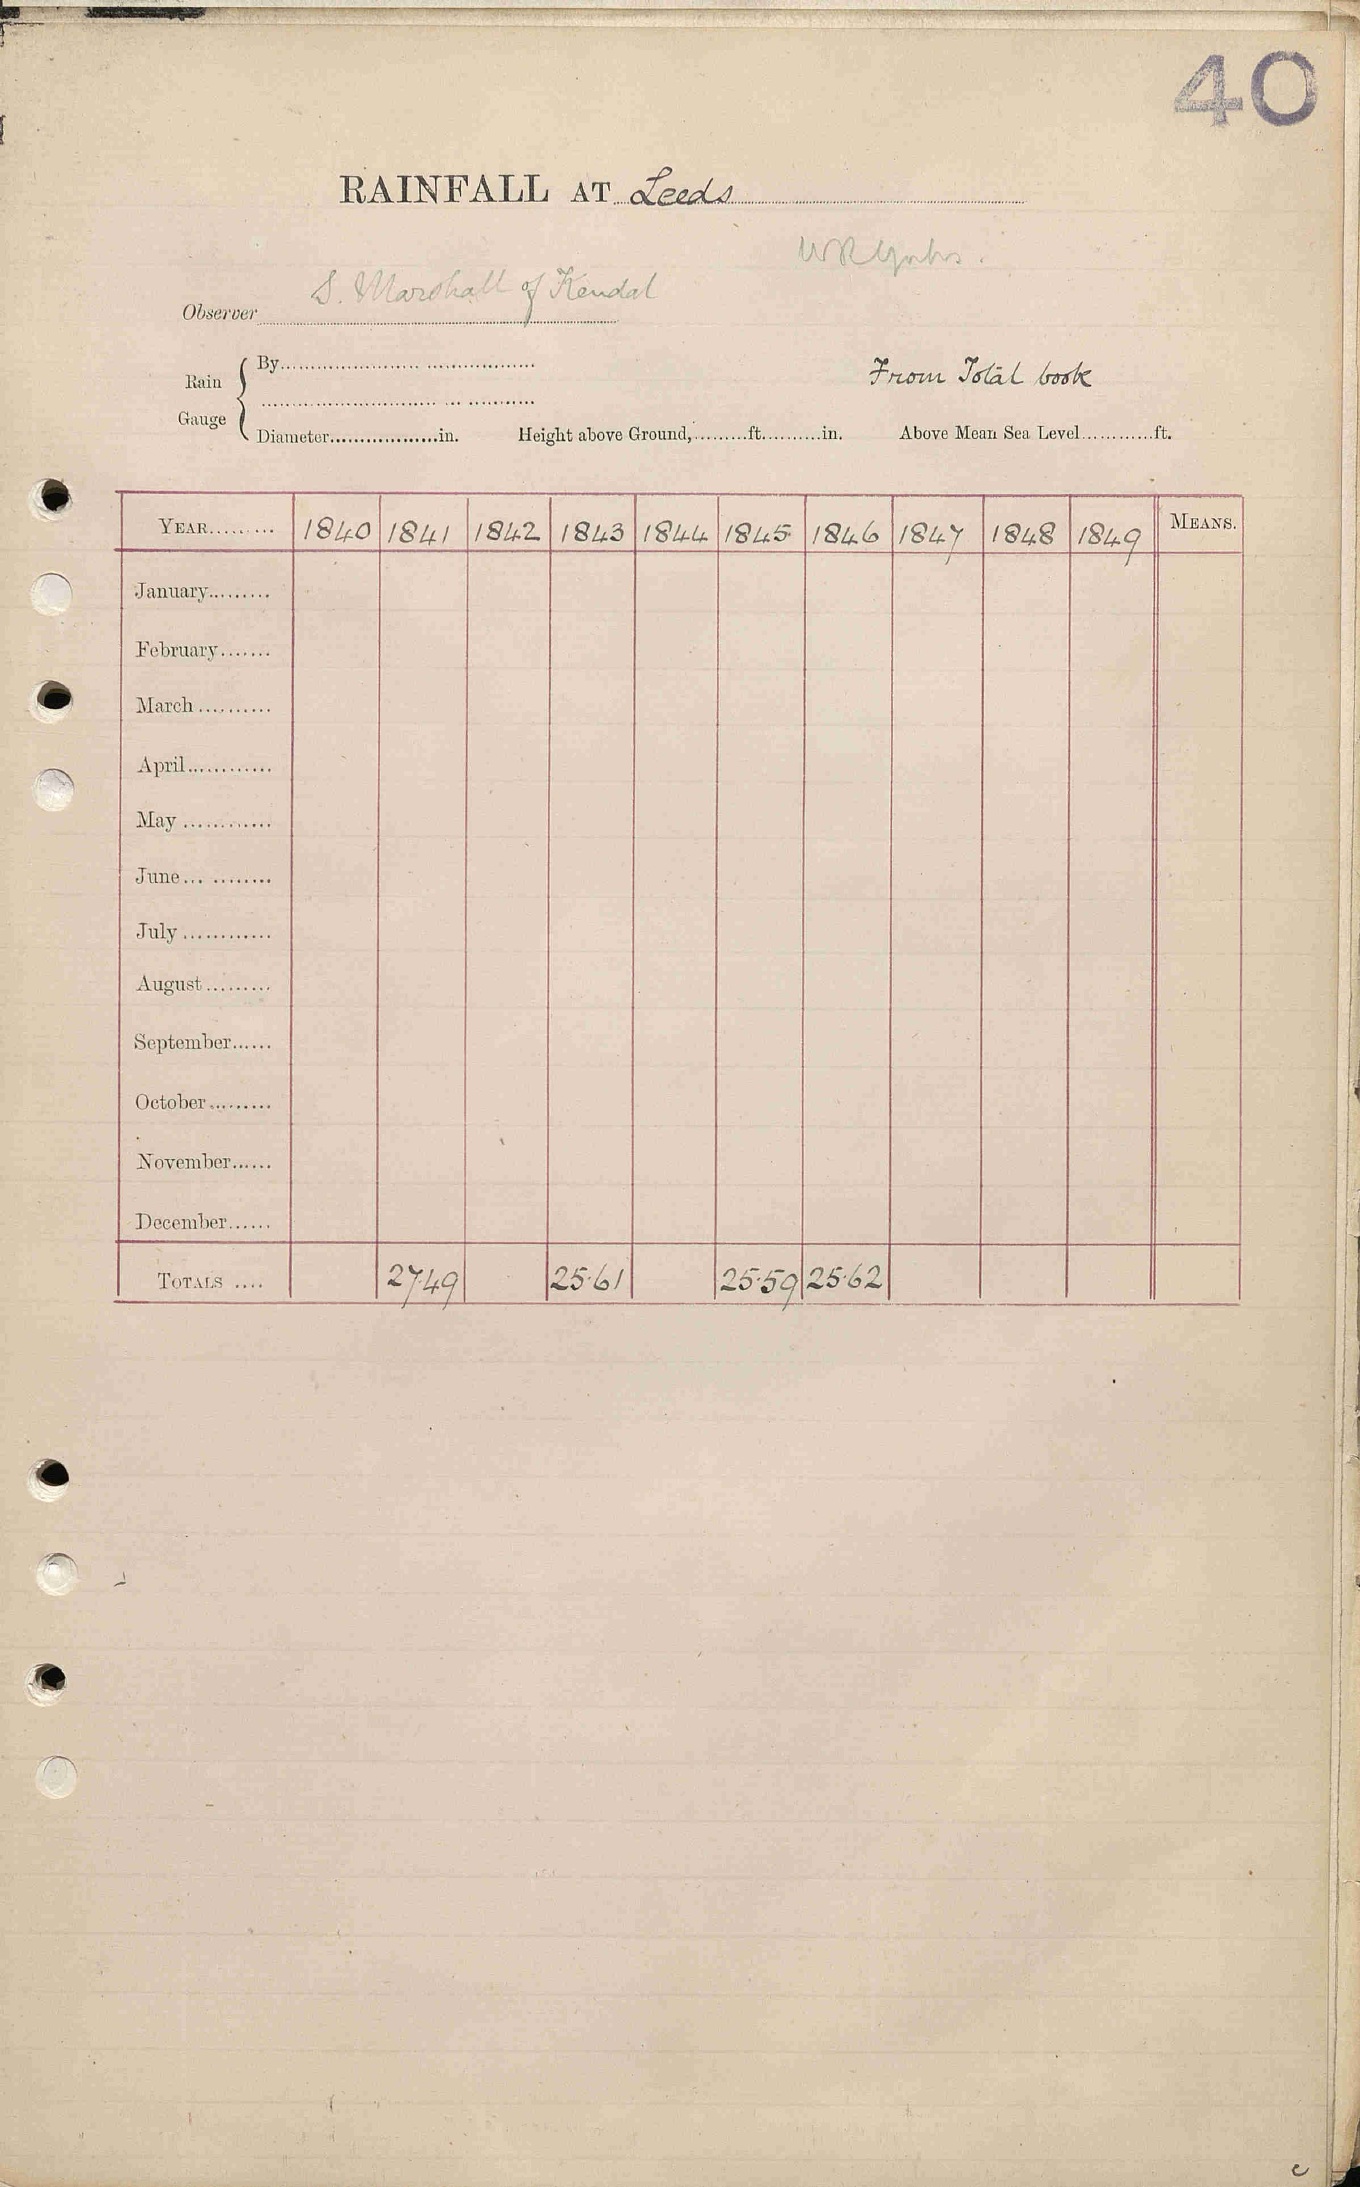 40
RAINFALL AT Leeds
WR Yorks.
S. Marshall of Kendal
Observer
Rain Gauge { By
From Total book
Diameter..................in. Height above Ground,.........ft..........in. Above Mean Sea Level............ft.
YEAR......... 1840 1841 1842 1843 1844 1845 1846 1847 1848 1849 MEANS.
January.........
February.......
March..........
April............
May............
June... ........
July............
August.........
September......
October.........
November......
December......
TOTALS .... 27.49 25.61 25.59 25.62
c